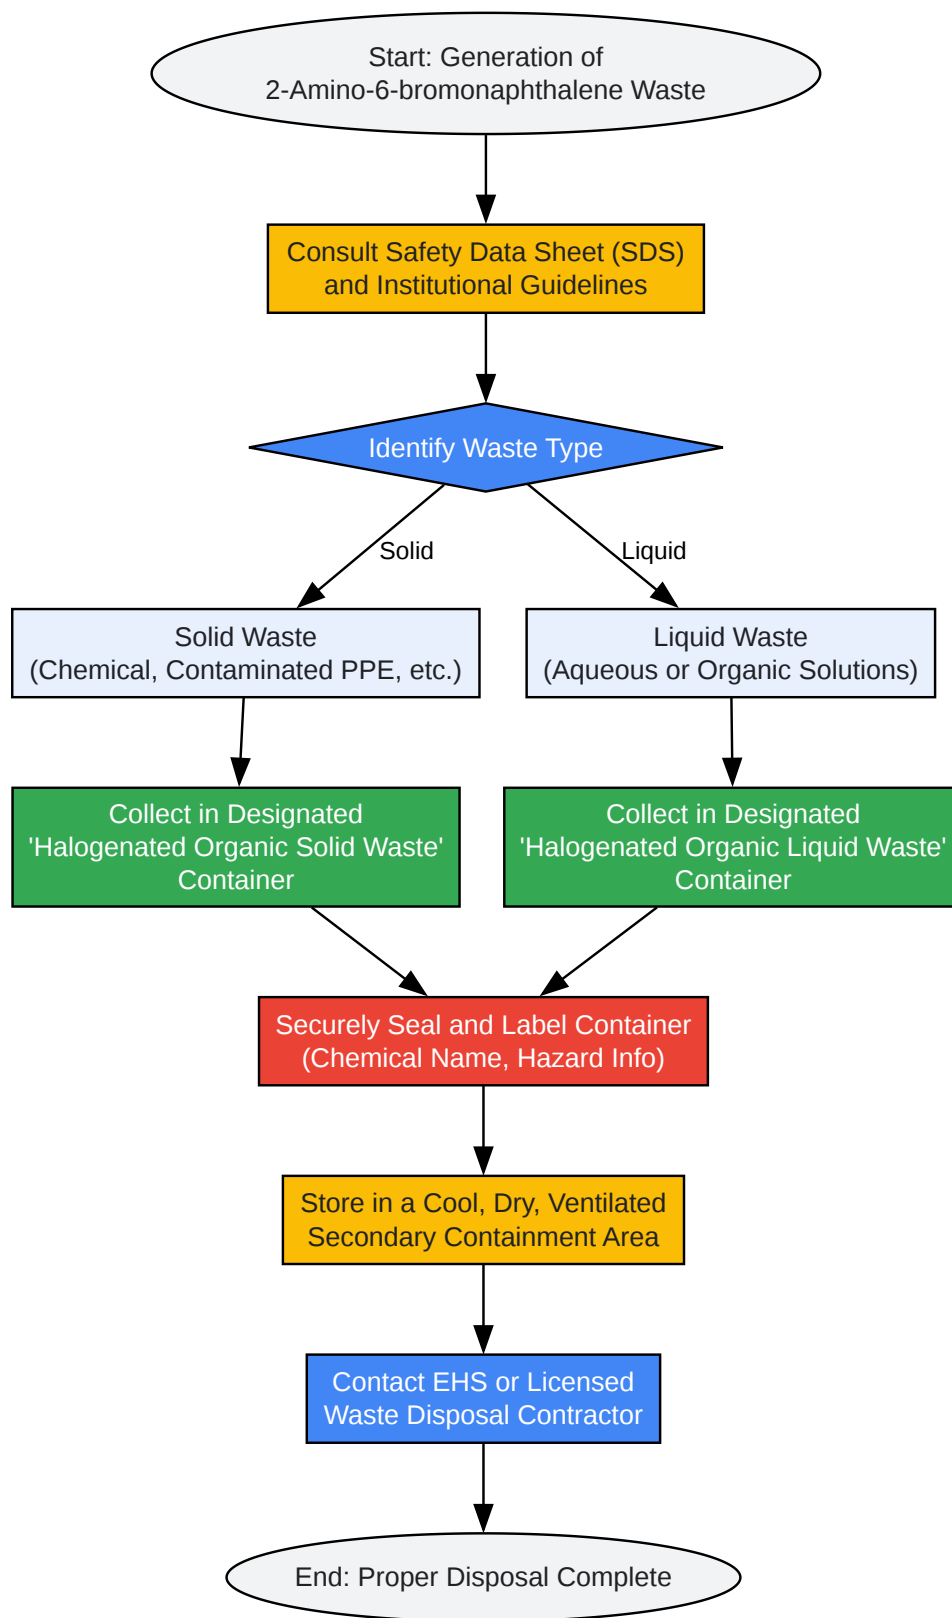 Start: Generation of
2-Amino-6-bromonaphthalene Waste
Consult Safety Data Sheet (SDS)
and Institutional Guidelines
Identify Waste Type
Solid
Liquid
Solid Waste
(Chemical, Contaminated PPE, etc.)
Liquid Waste
(Aqueous or Organic Solutions)
Collect in Designated
'Halogenated Organic Solid Waste'
Container
Collect in Designated
'Halogenated Organic Liquid Waste'
Container
Securely Seal and Label Container
(Chemical Name, Hazard Info)
Store in a Cool, Dry, Ventilated
Secondary Containment Area
Contact EHS or Licensed
Waste Disposal Contractor
End: Proper Disposal Complete